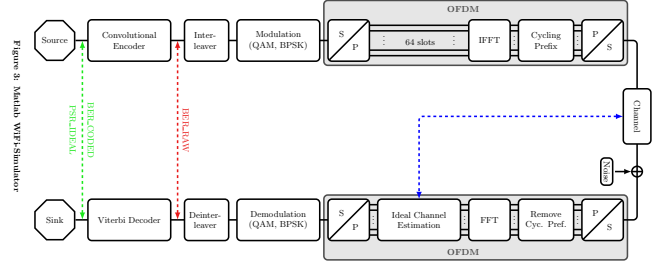 OFDM
Source
Convolutional
Encoder
Inter-
leaver
Modulation
(QAM, BPSK)
S
P
64 slots
IFFT
Cycling
Prefix
P
S
Figure 3: Matlab WiFi-Simulator
PSR_IDEAL
BER_CODED
BER_RAW
Channel
Noise
Sink
Viterbi Decoder
Deinter-
leaver
Demodulation
(QAM, BPSK)
S
P
Ideal Channel
Estimation
FFT
Remove
Cyc. Pref.
P
S
OFDM